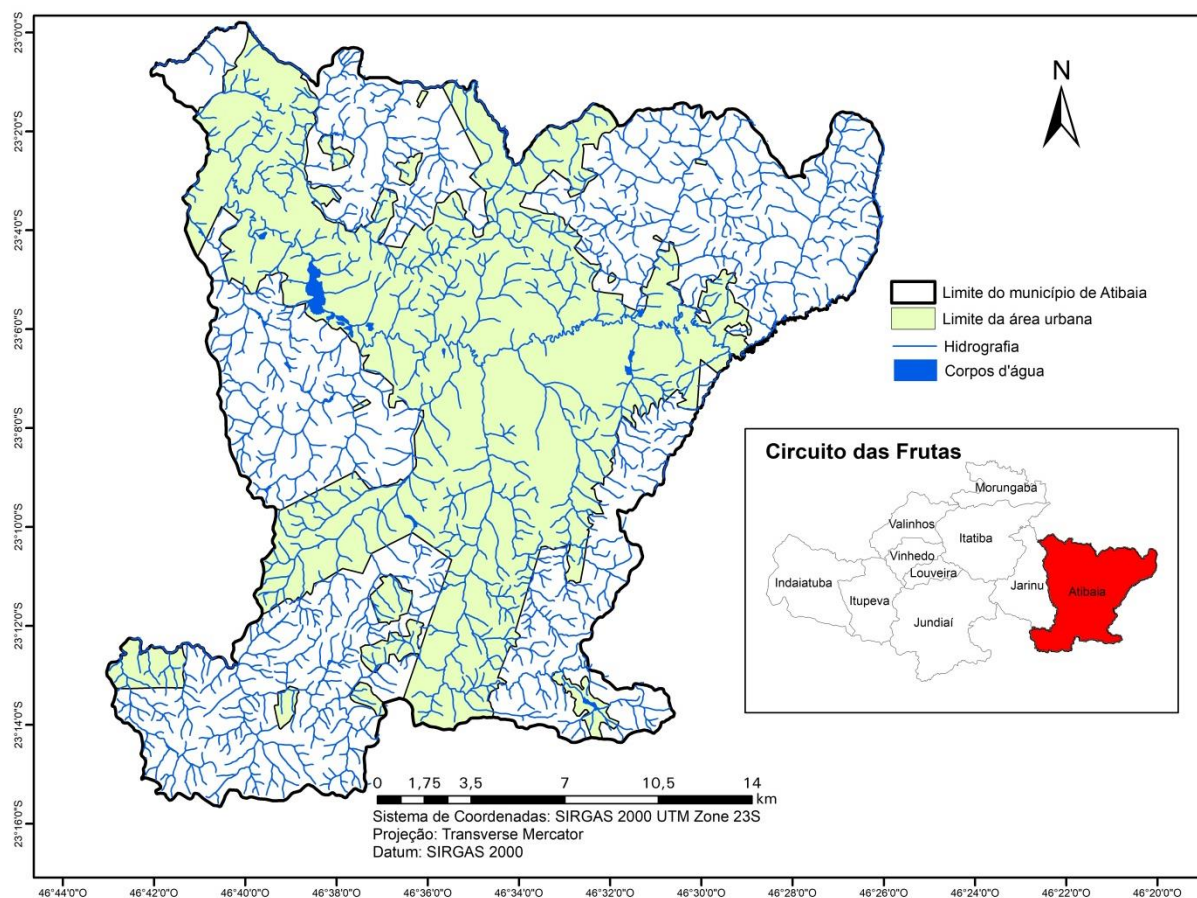 23°0'0"S
23°2'0"S
23°4'0"S
23°6'0"S
23°8'0"S
23°10'0"S
23°12'0"S
23°14'0"S
23°16'0"S
N
Limite do município de Atibaia
Limite da área urbana
Hidrografia
Corpos d'água
Circuito das Frutas
Morungaba
Valinhos
Itatiba
Vinhedo
Louveira
Indaiatuba
Itupeva
Jarinu
Atibaia
Jundiaí
0 1,75 3,5 7 10,5 14
km
Sistema de Coordenadas: SIRGAS 2000 UTM Zone 23S
Projeção: Transverse Mercator
Datum: SIRGAS 2000
46°44'0"O 46°42'0"O 46°40'0"O 46°38'0"O 46°36'0"O 46°34'0"O 46°32'0"O 46°30'0"O 46°28'0"O 46°26'0"O 46°24'0"O 46°22'0"O 46°20'0"O